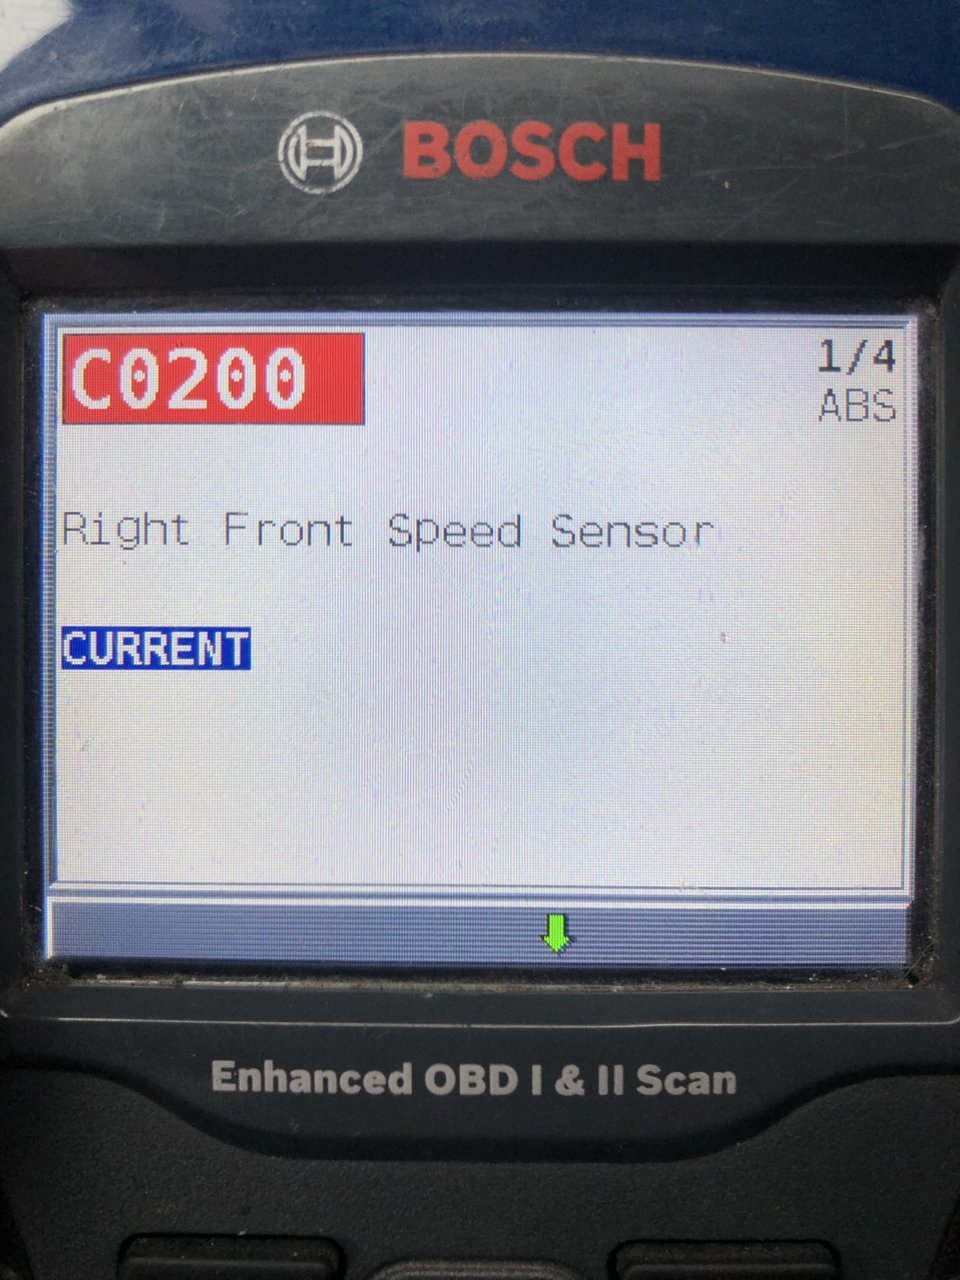 BOSCH
C0200
1/4
ABS
Right Front Speed Sensor
CURRENT
Enhanced OBD I & II Scan